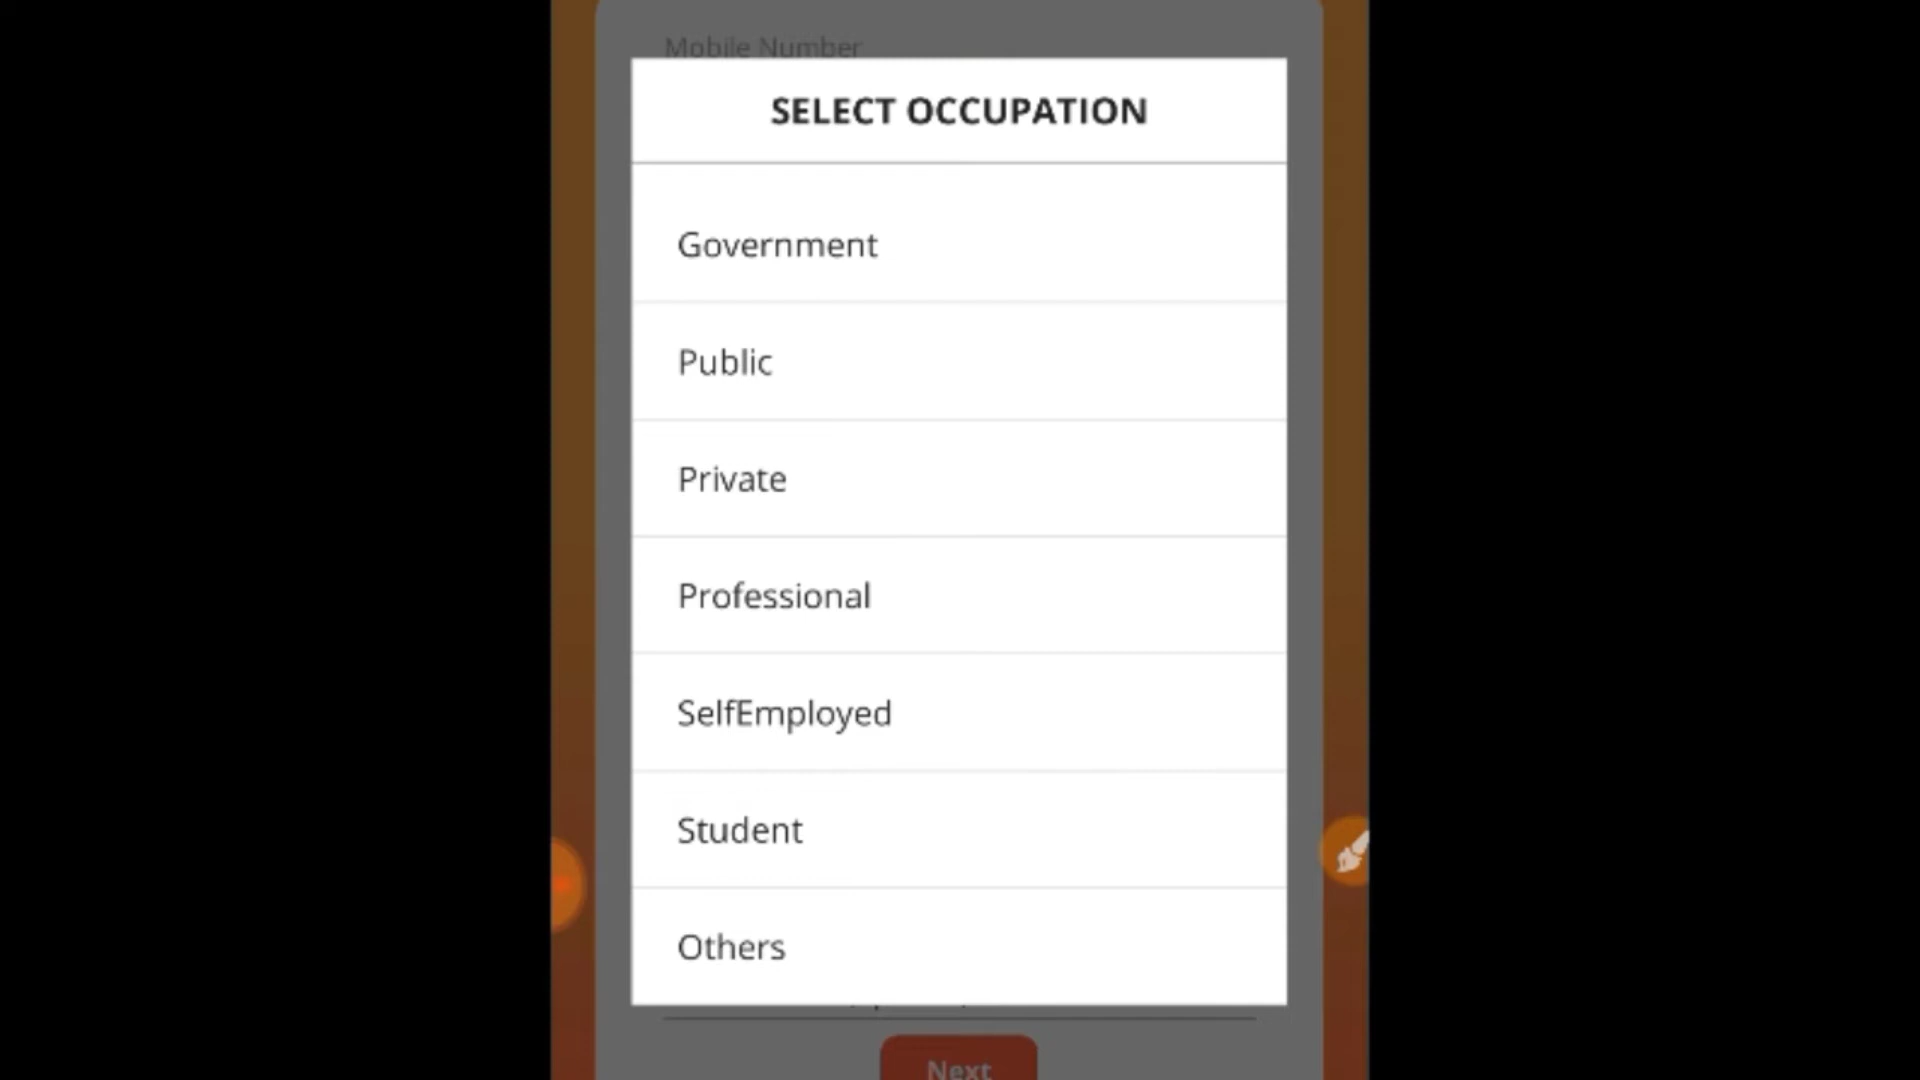 Mobile Number
SELECT OCCUPATION
Government
Public
Private
Professional
SelfEmployed
Student
Others
Next